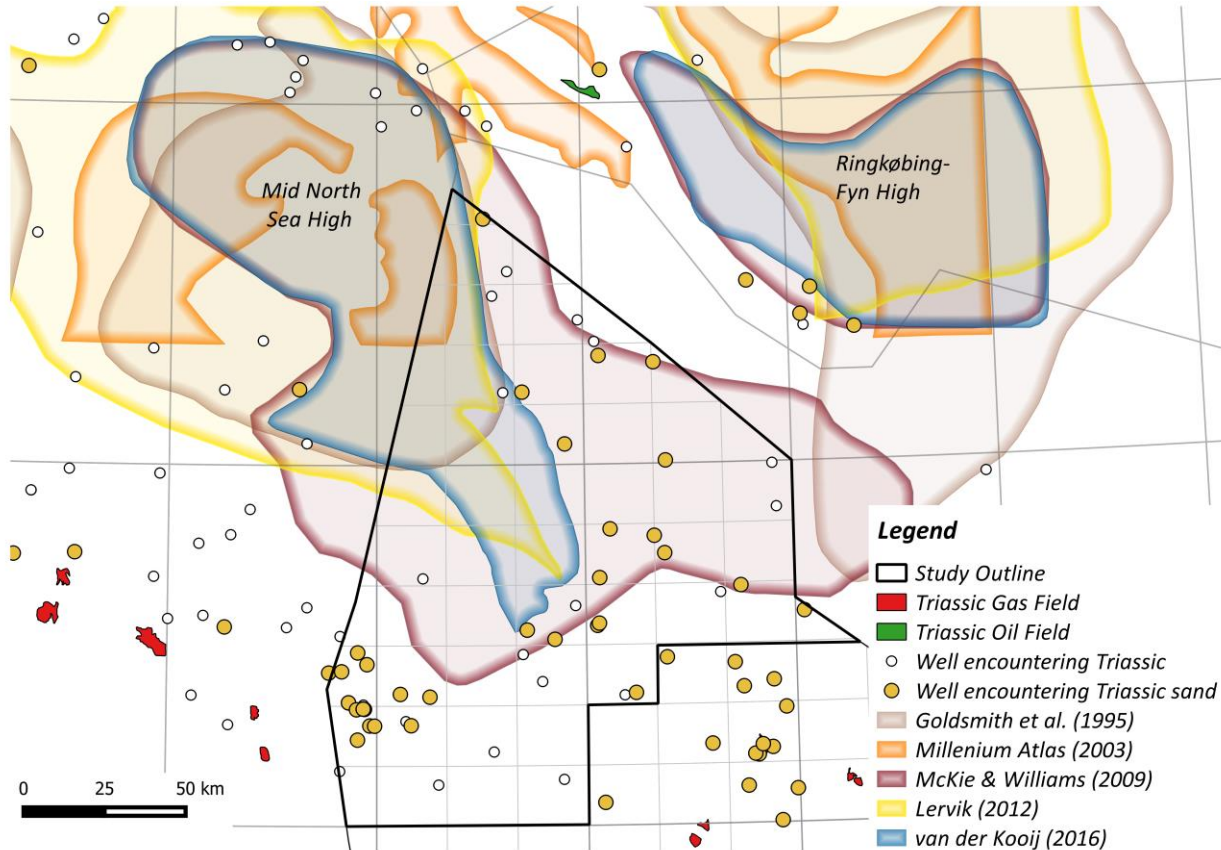 Mid North
Sea High
Ringkøbing-
Fyn High
Legend
Study Outline
Triassic Gas Field
Triassic Oil Field
Well encountering Triassic
Well encountering Triassic sand
Goldsmith et al. (1995)
Millenium Atlas (2003)
McKie & Williams (2009)
Lervik (2012)
van der Kooij (2016)
0 25 50 km